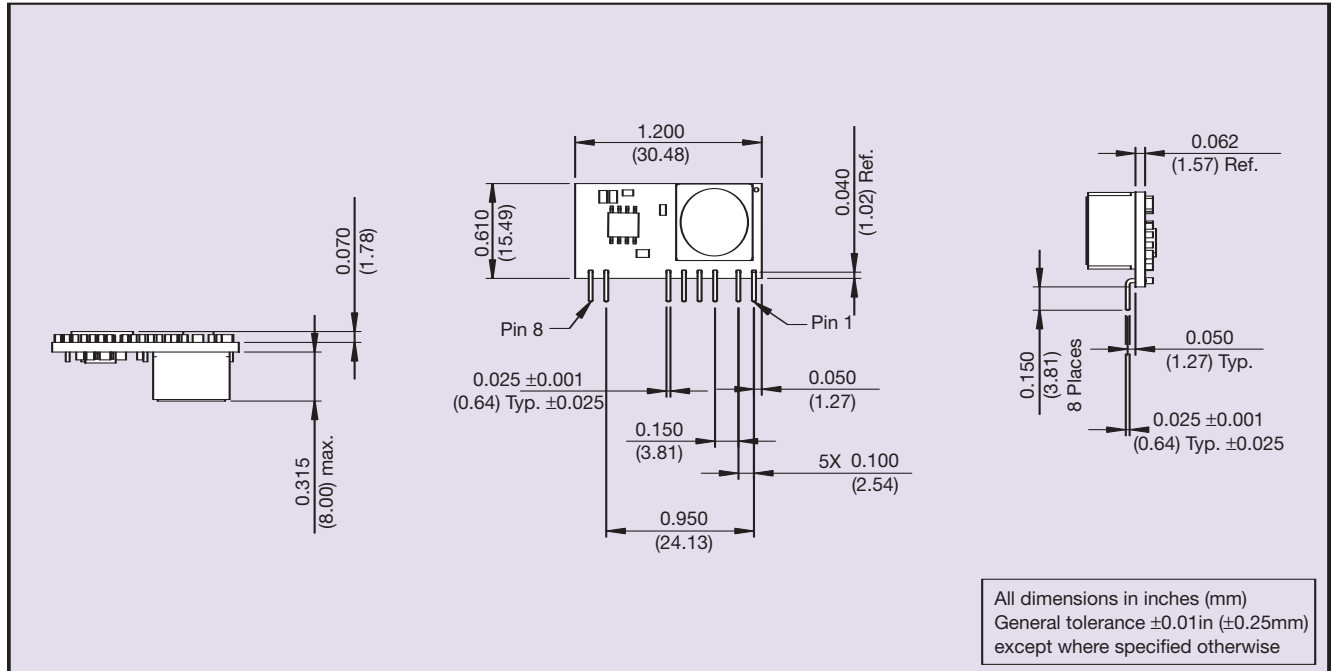 0.070
(1.78)
0.315
(8.00) max.
1.200
(30.48)
0.610
(15.49)
0.040
(1.02) Ref.
Pin 8
Pin 1
0.025 ±0.001
(0.64) Typ. ±0.025
0.050
(1.27)
0.150
(3.81)
5X 0.100
(2.54)
0.950
(24.13)
0.062
(1.57) Ref.
0.150
(3.81)
8 Places
0.050
(1.27) Typ.
0.025 ±0.001
(0.64) Typ. ±0.025
All dimensions in inches (mm)
General tolerance ±0.01in (±0.25mm)
except where specified otherwise